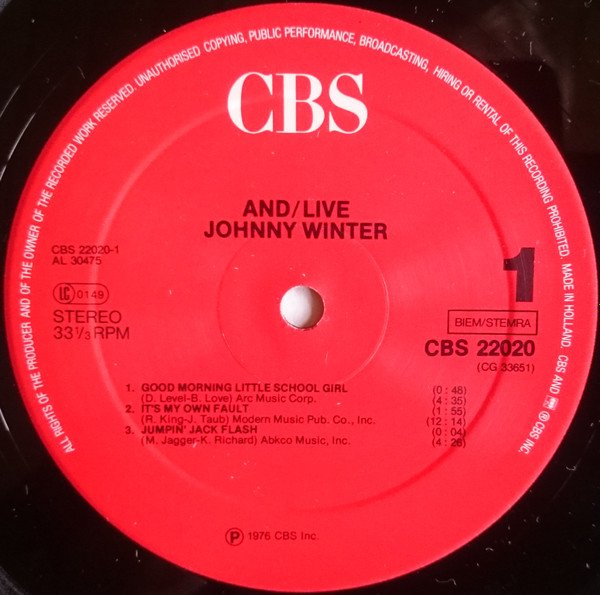 ALL RIGHTS OF THE PRODUCER AND OF THE OWNER OF THE RECORDED WORK RESERVED. UNAUTHORISED COPYING, PUBLIC PERFORMANCE, BROADCASTING, HIRING OR RENTAL OF THIS RECORDING PROHIBITED. MADE IN HOLLAND. CBS AND ® CBS INC.
CBS
AND/LIVE
JOHNNY WINTER
CBS 22020-1
AL 30475
LC 0149
STEREO
33 1/3 RPM
1
BIEM/STEMRA
CBS 22020
(CG 33651)
1. GOOD MORNING LITTLE SCHOOL GIRL (0 : 48)
(D. Level-B. Love) Arc Music Corp. (4 : 35)
2. IT'S MY OWN FAULT (1 : 55)
(R. King-J. Taub) Modern Music Pub. Co., Inc. (12 : 14)
3. JUMPIN' JACK FLASH (0 : 04)
(M. Jagger-K. Richard) Abkco Music, Inc. (4 : 26)
℗ 1976 CBS Inc.